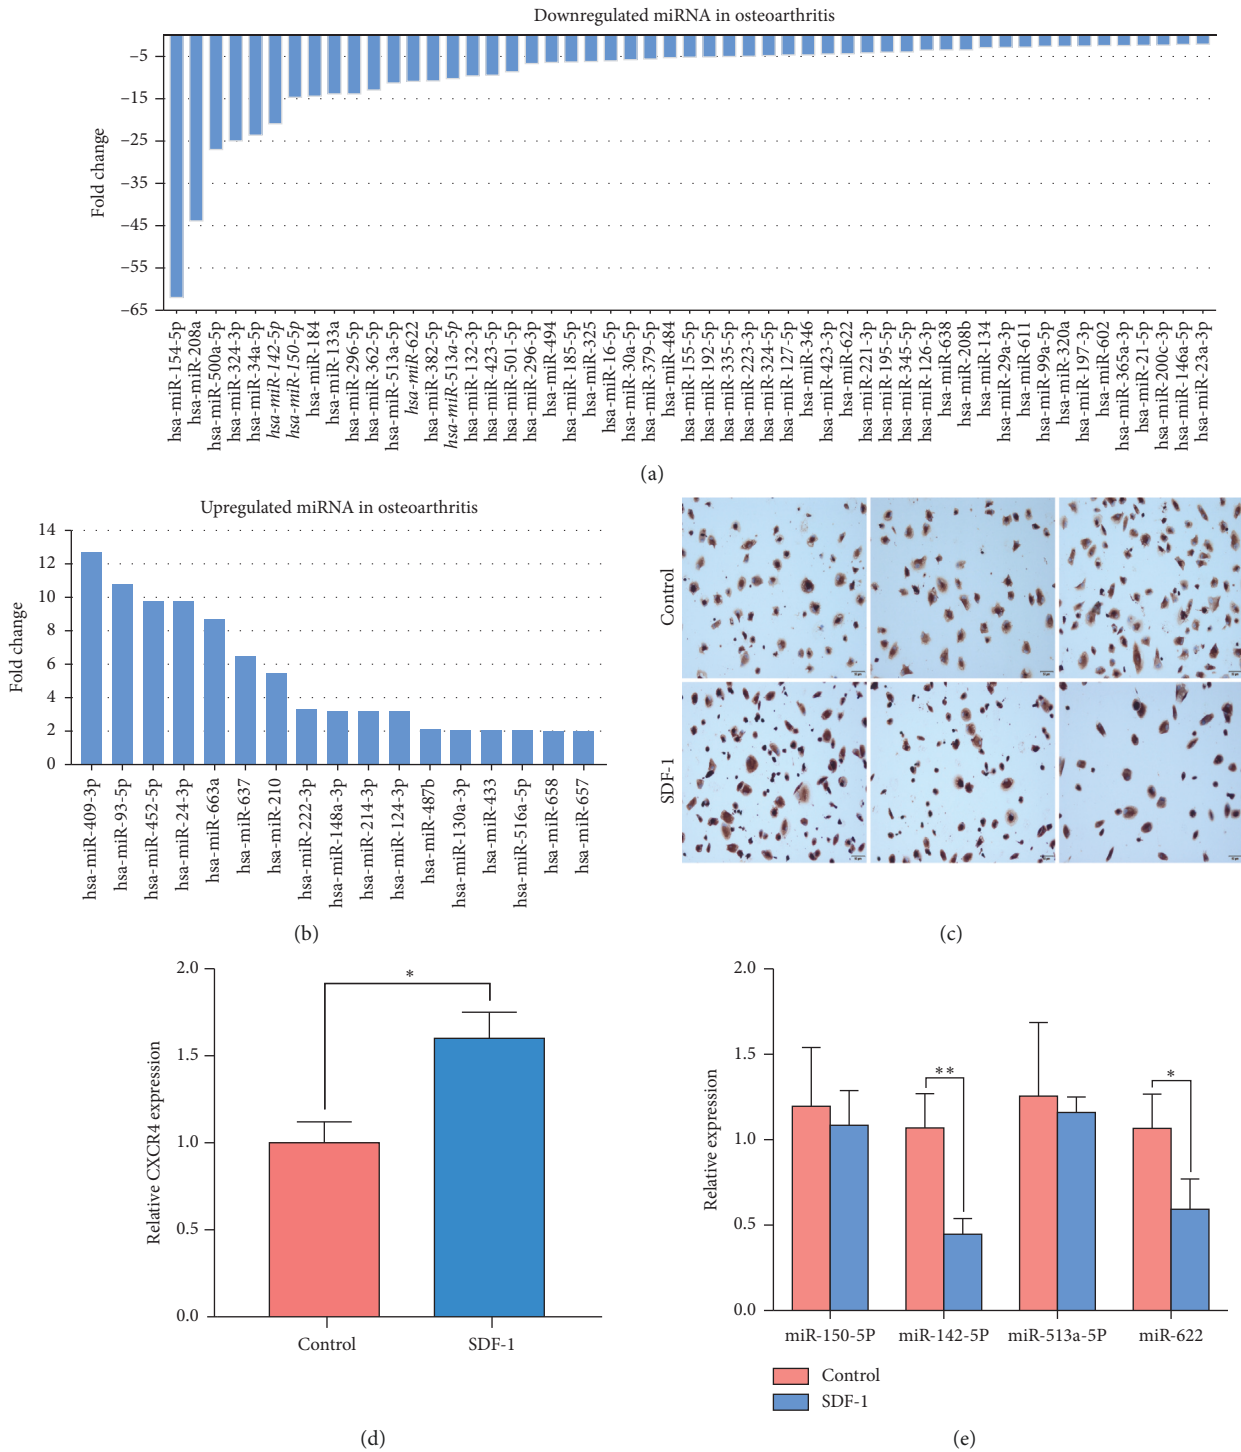 Downregulated miRNA in osteoarthritis
Fold change
−5
−15
−25
−35
−45
−55
−65
hsa-miR-154-5p
hsa-miR-208a
hsa-miR-500a-5p
hsa-miR-324-3p
hsa-miR-34a-5p
hsa-miR-142-5p
hsa-miR-150-5p
hsa-miR-184
hsa-miR-133a
hsa-miR-296-5p
hsa-miR-362-5p
hsa-miR-513a-5p
hsa-miR-622
hsa-miR-382-5p
hsa-miR-513a-5p
hsa-miR-132-3p
hsa-miR-423-5p
hsa-miR-501-5p
hsa-miR-296-3p
hsa-miR-494
hsa-miR-185-5p
hsa-miR-325
hsa-miR-16-5p
hsa-miR-30a-5p
hsa-miR-379-5p
hsa-miR-484
hsa-miR-155-5p
hsa-miR-192-5p
hsa-miR-335-5p
hsa-miR-223-3p
hsa-miR-324-5p
hsa-miR-127-5p
hsa-miR-346
hsa-miR-423-3p
hsa-miR-622
hsa-miR-221-3p
hsa-miR-195-5p
hsa-miR-345-5p
hsa-miR-126-3p
hsa-miR-638
hsa-miR-208b
hsa-miR-134
hsa-miR-29a-3p
hsa-miR-611
hsa-miR-99a-5p
hsa-miR-320a
hsa-miR-197-3p
hsa-miR-602
hsa-miR-365a-3p
hsa-miR-21-5p
hsa-miR-200c-3p
hsa-miR-146a-5p
hsa-miR-23a-3p
(a)
Upregulated miRNA in osteoarthritis
Fold change
14
12
10
8
6
4
2
0
hsa-miR-409-3p
hsa-miR-93-5p
hsa-miR-452-5p
hsa-miR-24-3p
hsa-miR-663a
hsa-miR-637
hsa-miR-210
hsa-miR-222-3p
hsa-miR-148a-3p
hsa-miR-214-3p
hsa-miR-124-3p
hsa-miR-487b
hsa-miR-130a-3p
hsa-miR-433
hsa-miR-516a-5p
hsa-miR-658
hsa-miR-657
(b)
Control
SDF-1
(c)
Relative CXCR4 expression
2.0
1.5
1.0
0.5
0.0
*
Control
SDF-1
(d)
Relative expression
2.0
1.5
1.0
0.5
0.0
**
*
miR-150-5P
miR-142-5P
miR-513a-5P
miR-622
Control
SDF-1
(e)